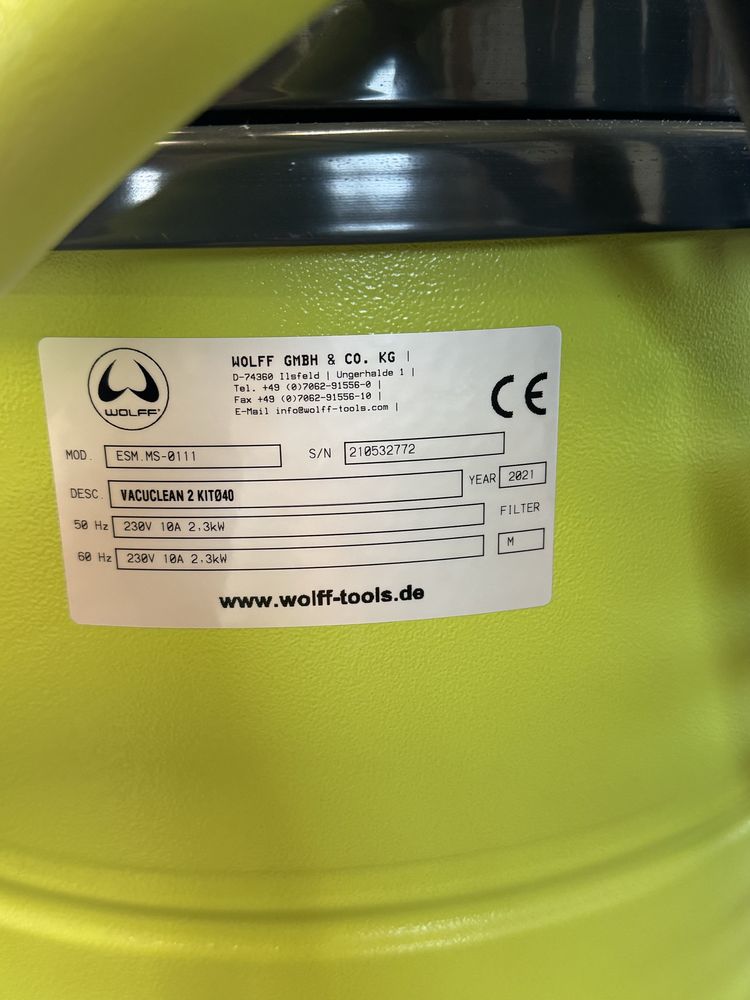 WOLFF
WOLFF GMBH & CO. KG |
D-74360 Ilsfeld | Ungerhalde 1 |
Tel. +49 (0)7062-91556-0 |
Fax +49 (0)7062-91556-10 |
E-Mail info@wolff-tools.com |
CE
MOD. ESM.MS-0111 S/N 210532772
DESC. VACUCLEAN 2 KITØ40 YEAR 2021
50 Hz 230V 10A 2,3kW FILTER
60 Hz 230V 10A 2,3kW M
www.wolff-tools.de